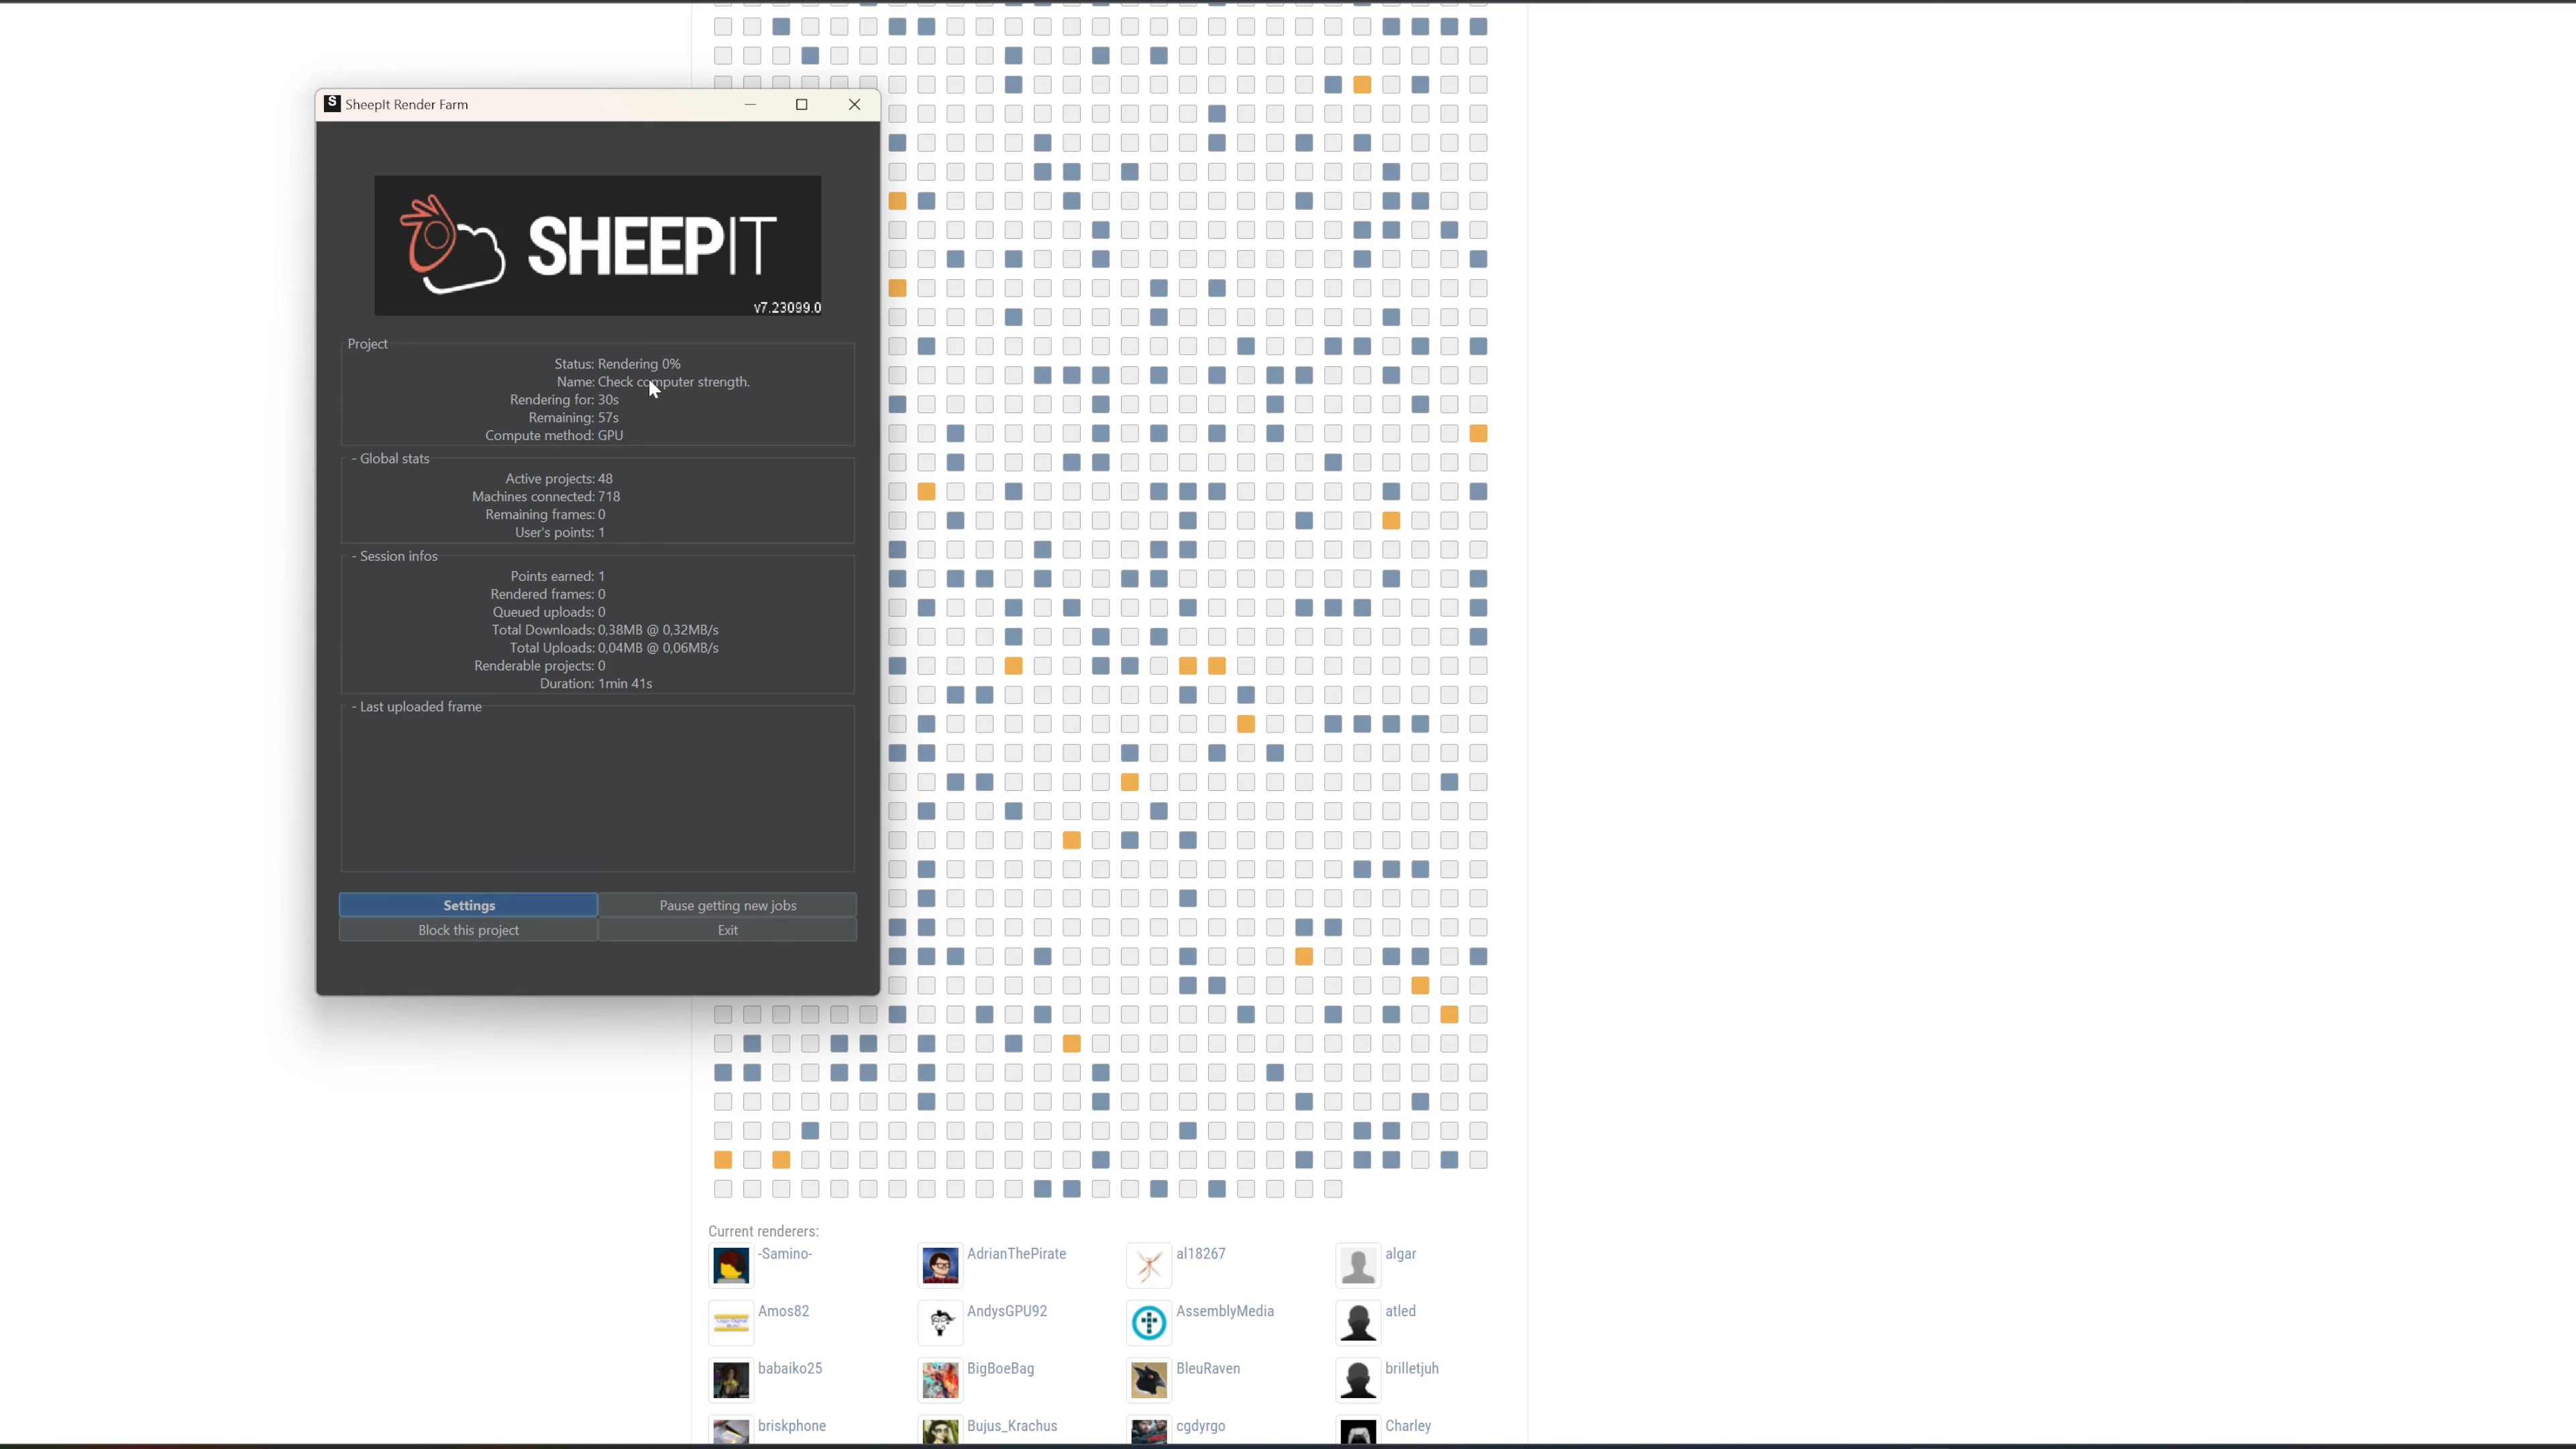 SheepIt Render Farm
SHEEPIT
v7.23099.0
Project
Status: Rendering 0%
Name: Check computer strength.
Rendering for: 30s
Remaining: 57s
Compute method: GPU
- Global stats
Active projects: 48
Machines connected: 718
Remaining frames: 0
User's points: 1
- Session infos
Points earned: 1
Rendered frames: 0
Queued uploads: 0
Total Downloads: 0,38MB @ 0,32MB/s
Total Uploads: 0,04MB @ 0,06MB/s
Renderable projects: 0
Duration: 1min 41s
- Last uploaded frame
Settings
Pause getting new jobs
Block this project
Exit
Current renderers:
-Samino-
AdrianThePirate
al18267
algar
Amos82
AndysGPU92
AssemblyMedia
atled
babaiko25
BigBoeBag
BleuRaven
brilletjuh
briskphone
Bujus_Krachus
cgdyrgo
Charley